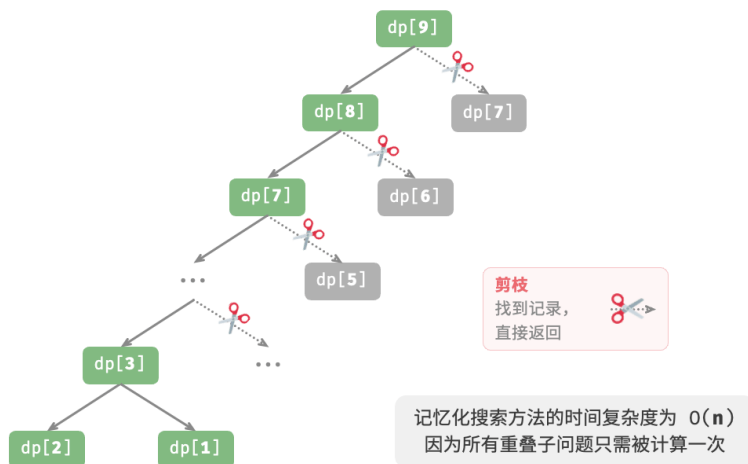 dp[9]
dp[8]
dp[7]
dp[7]
dp[6]
...
dp[5]
剪枝
找到记录，
直接返回
dp[3]
...
dp[2]
dp[1]
记忆化搜索方法的时间复杂度为 O(n)
因为所有重叠子问题只需被计算一次